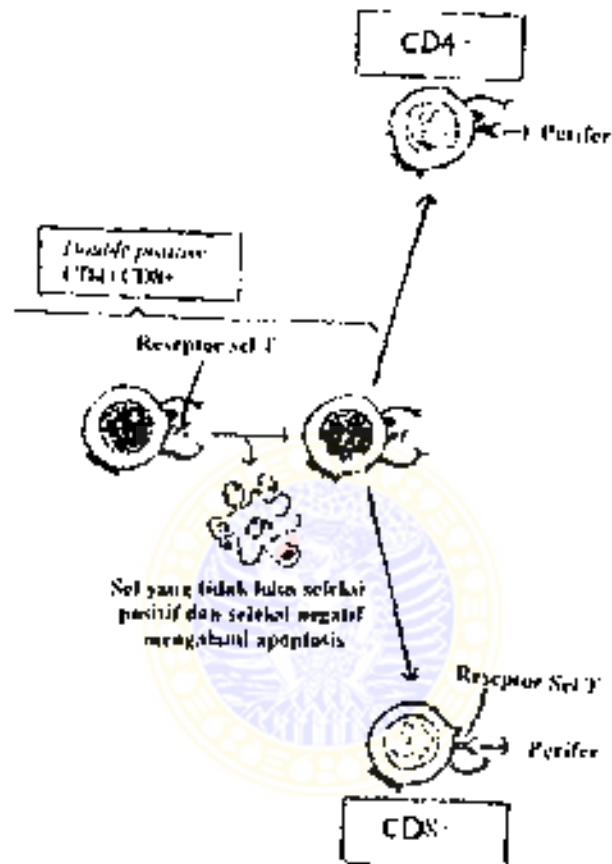 CD4+
Perifer
Double positive
CD4+CD8+
Reseptor sel T
Sel yang tidak lulus seleksi
positif dan seleksi negatif
mengalami apoptosis
Reseptor Sel T
Perifer
CD8+